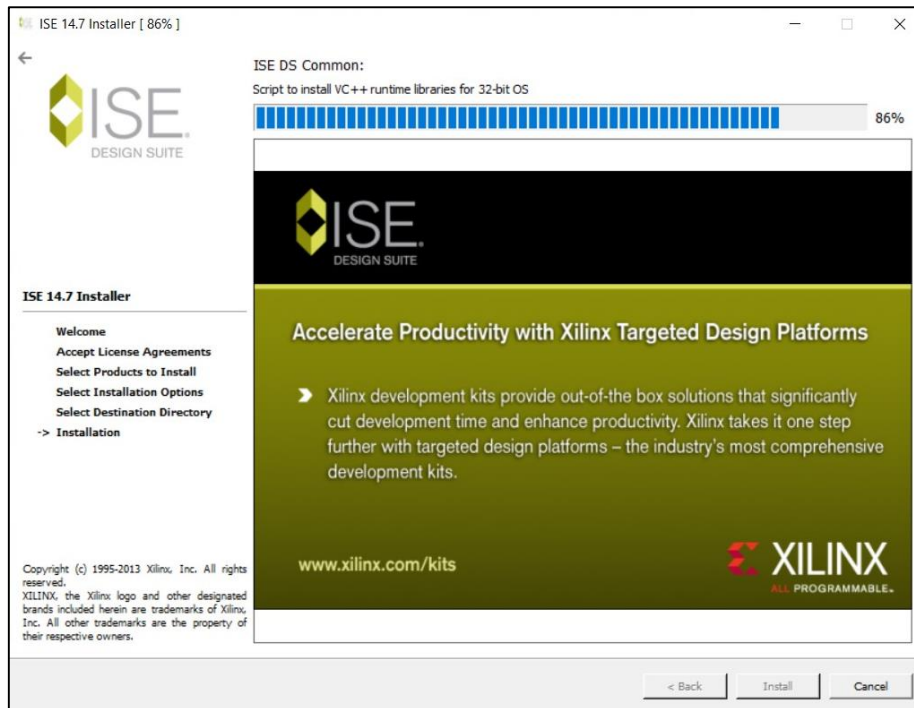 ISE 14.7 Installer [ 86% ]
ISE DS Common:
Script to install VC++ runtime libraries for 32-bit OS
86%
ISE.
DESIGN SUITE
ISE 14.7 Installer
Welcome
Accept License Agreements
Select Products to Install
Select Installation Options
Select Destination Directory
-> Installation
Copyright (c) 1995-2013 Xilinx, Inc. All rights
reserved.
XILINX, the Xilinx logo and other designated
brands included herein are trademarks of Xilinx,
Inc. All other trademarks are the property of
their respective owners.
ISE.
DESIGN SUITE
Accelerate Productivity with Xilinx Targeted Design Platforms
Xilinx development kits provide out-of-the box solutions that significantly
cut development time and enhance productivity. Xilinx takes it one step
further with targeted design platforms – the industry's most comprehensive
development kits.
www.xilinx.com/kits
XILINX
ALL PROGRAMMABLE.
< Back
Install
Cancel